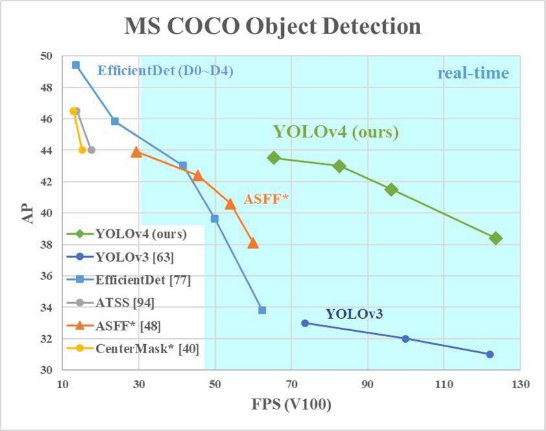 MS COCO Object Detection
50
48
46
44
42
40
38
36
34
32
30
AP
EfficientDet (D0~D4)
real-time
YOLOv4 (ours)
ASFF*
YOLOv3
YOLOv4 (ours)
YOLOv3 [63]
EfficientDet [77]
ATSS [94]
ASFF* [48]
CenterMask* [40]
10 30 50 70 90 110 130
FPS (V100)